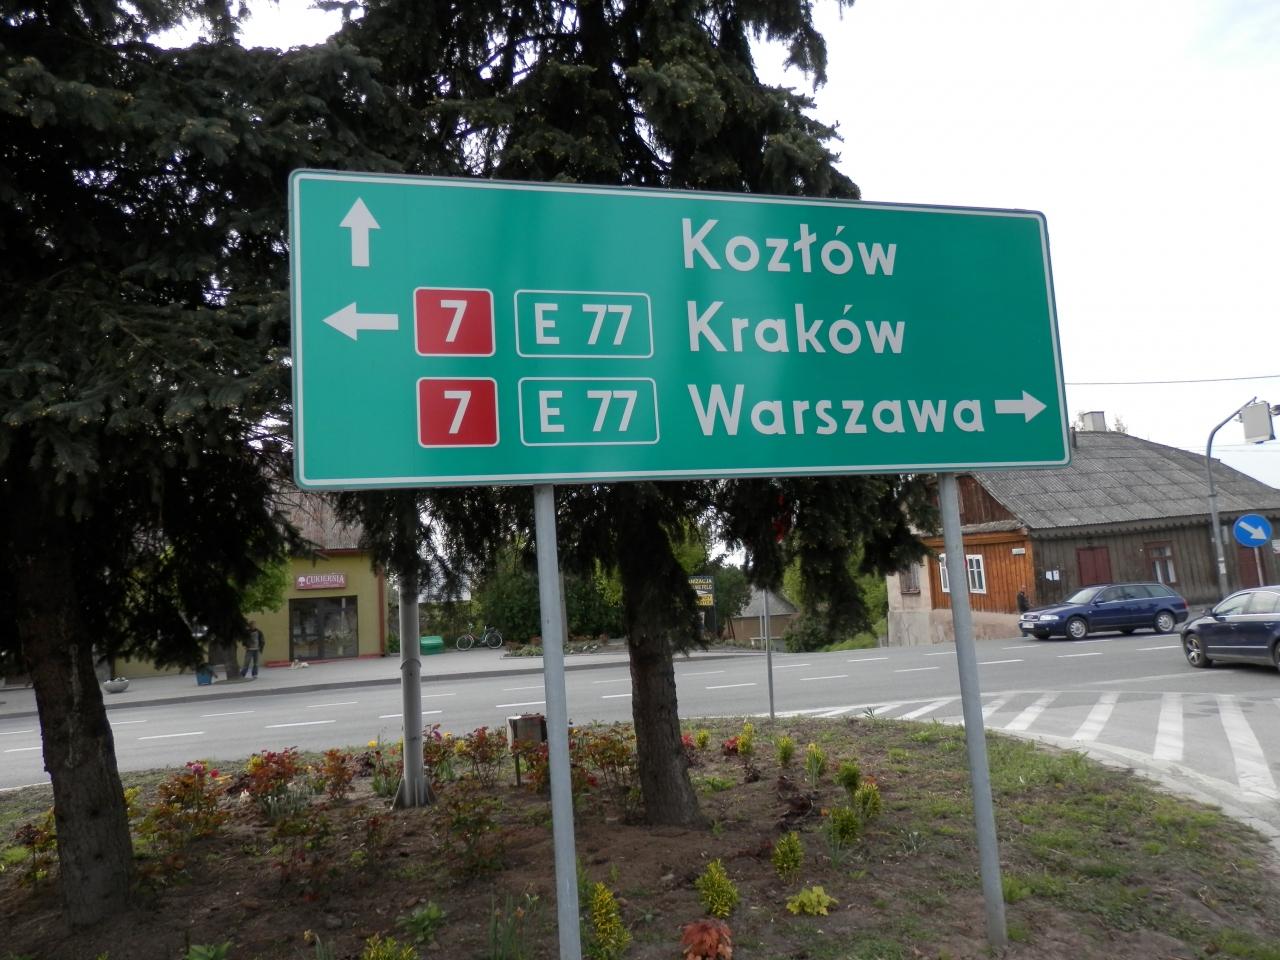 Kozłów
7 E 77 Kraków
7 E 77 Warszawa
CUKIERNIA